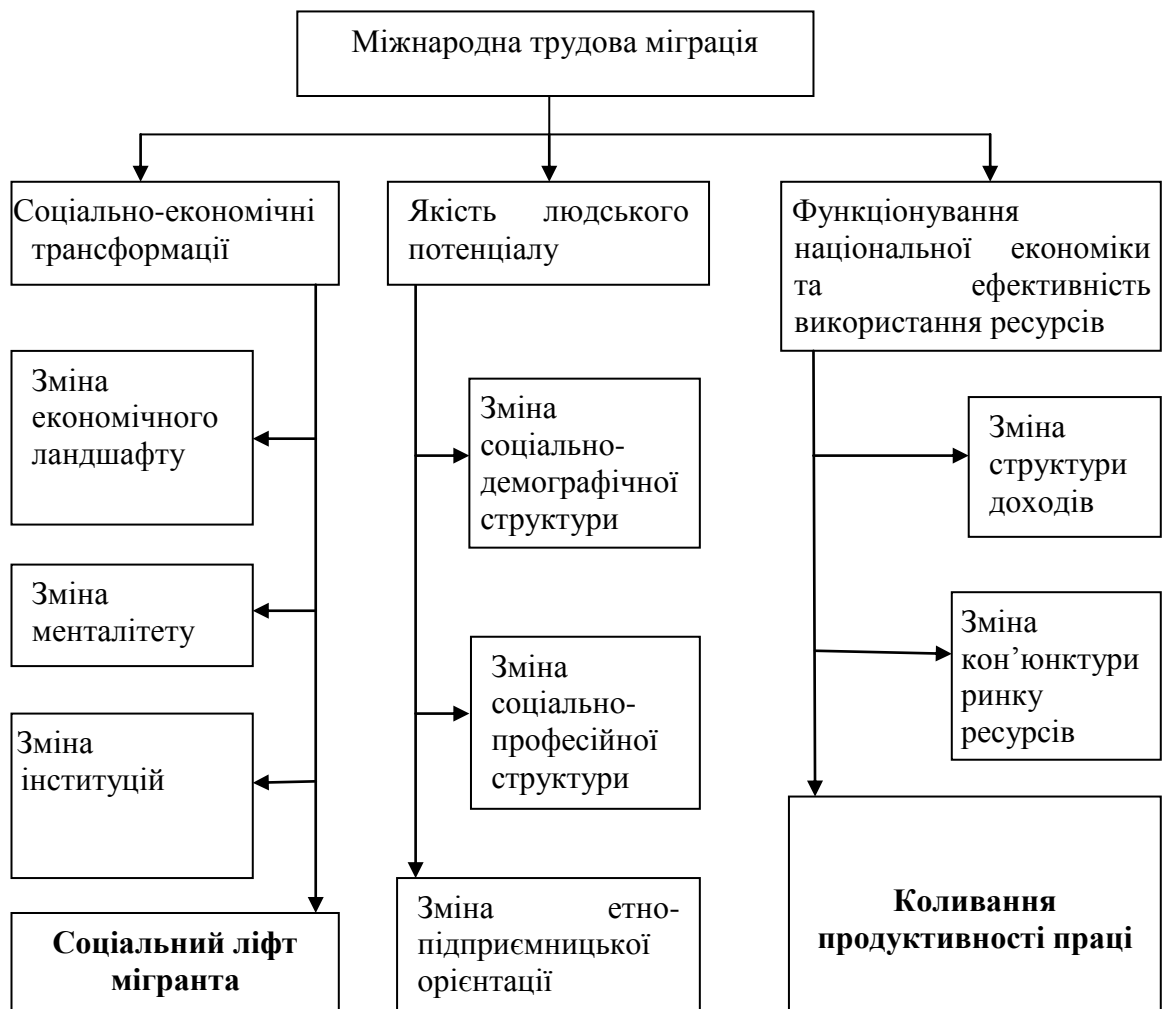 Міжнародна трудова міграція
Соціально-економічні
трансформації
Якість людського
потенціалу
Функціонування
національної економіки
та ефективність
використання ресурсів
Зміна
економічного
ландшафту
Зміна
менталітету
Зміна
інституцій
Соціальний ліфт
мігранта
Зміна
соціально-
демографічної
структури
Зміна
соціально-
професійної
структури
Зміна етно-
підприємницької
орієнтації
Зміна
структури
доходів
Зміна
кон’юнктури
ринку
ресурсів
Коливання
продуктивності праці